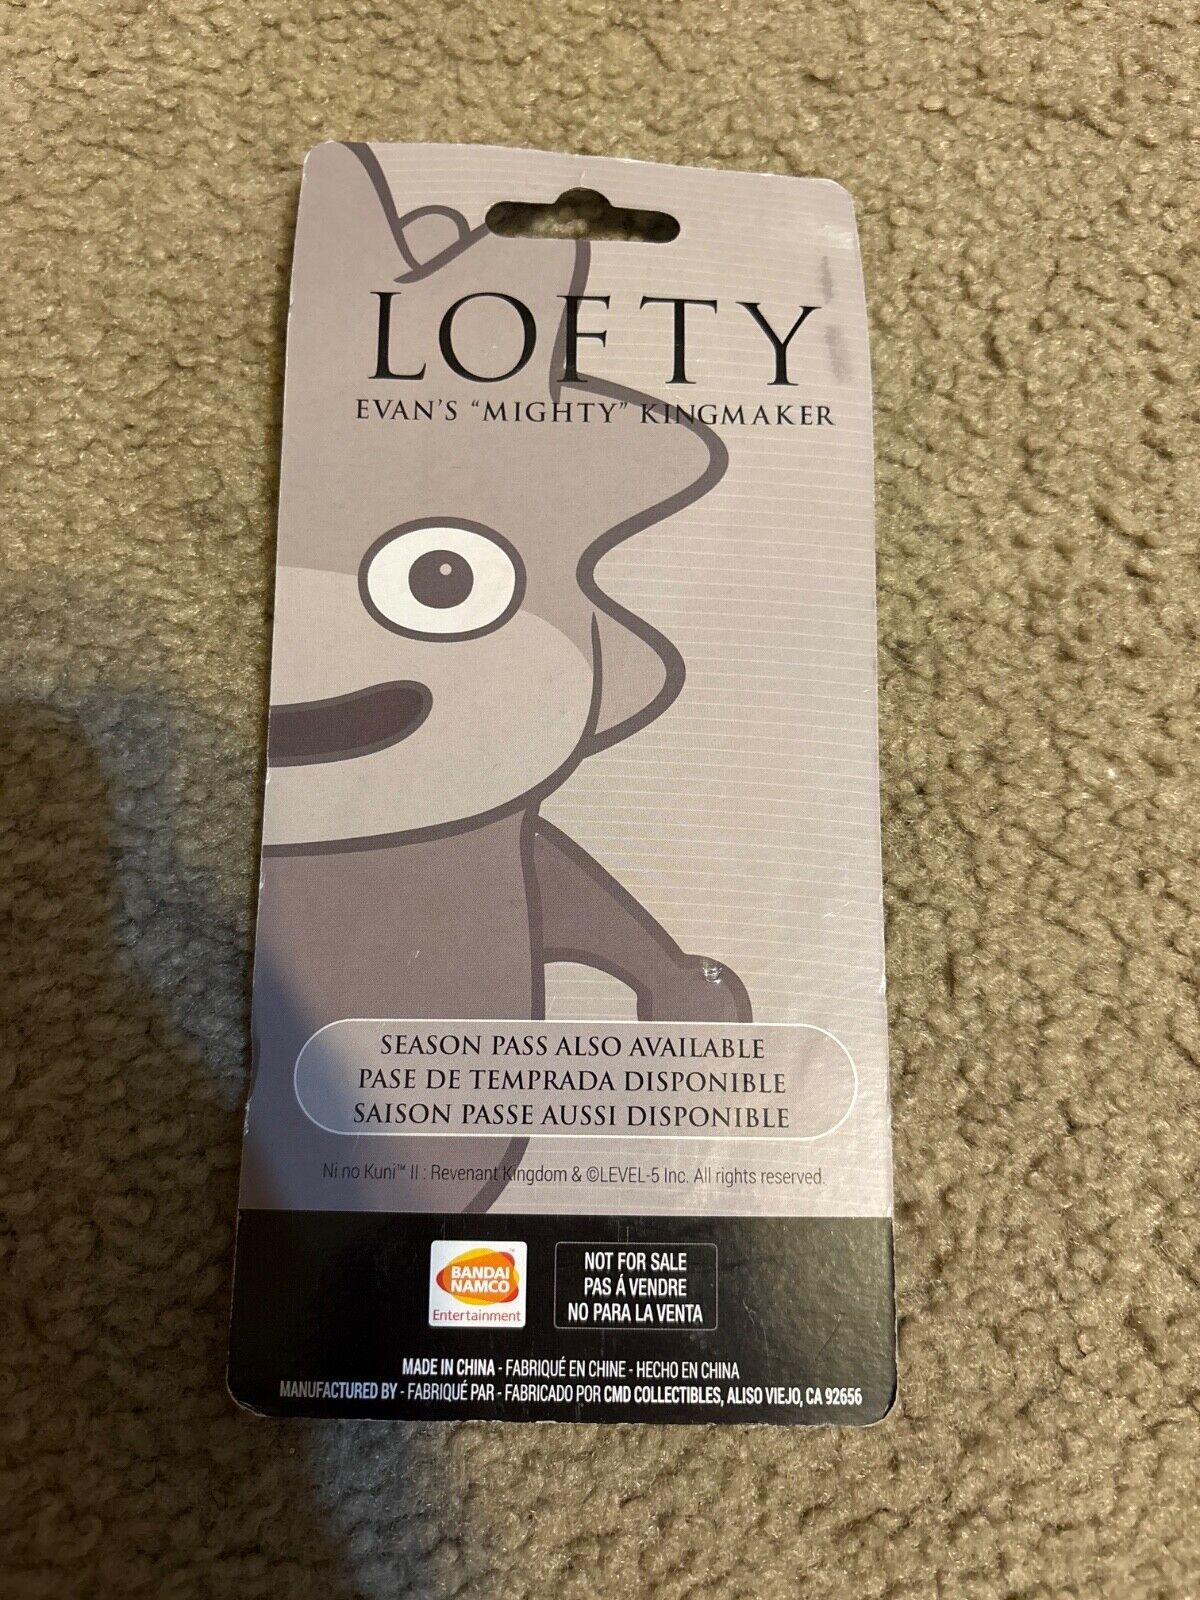 LOFTY
EVAN'S "MIGHTY" KINGMAKER
SEASON PASS ALSO AVAILABLE
PASE DE TEMPRADA DISPONIBLE
SAISON PASSE AUSSI DISPONIBLE
Ni no Kuni™ II : Revenant Kingdom & ©LEVEL-5 Inc. All rights reserved.
BANDAI
NAMCO
Entertainment
NOT FOR SALE
PAS Á VENDRE
NO PARA LA VENTA
MADE IN CHINA - FABRIQUÉ EN CHINE - HECHO EN CHINA
MANUFACTURED BY - FABRIQUÉ PAR - FABRICADO POR CMD COLLECTIBLES, ALISO VIEJO, CA 92656